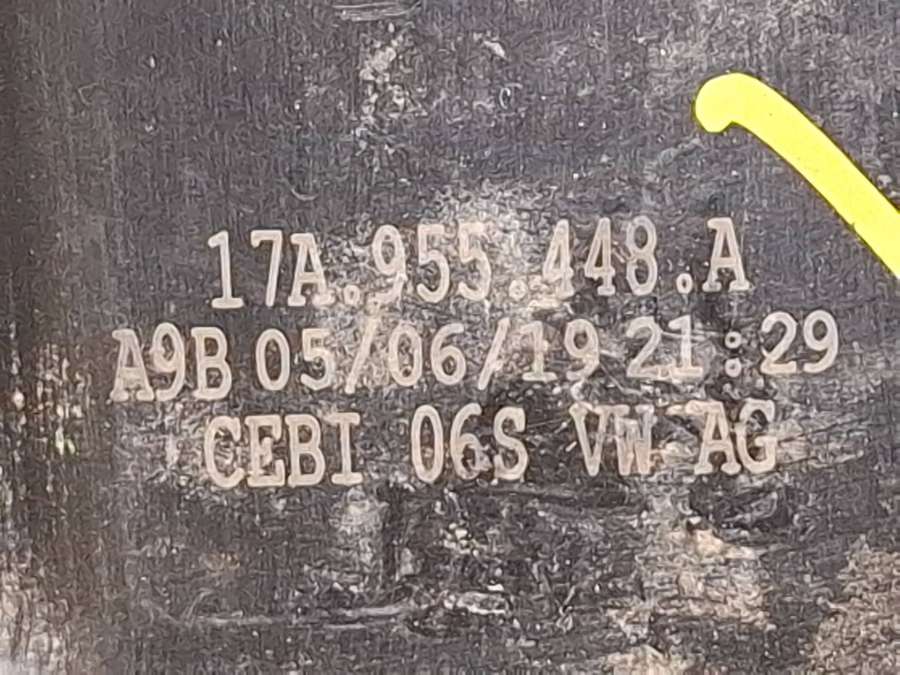 17A.955.448.A
A9B 05/06/19 21:29
CEBI 06S VW AG